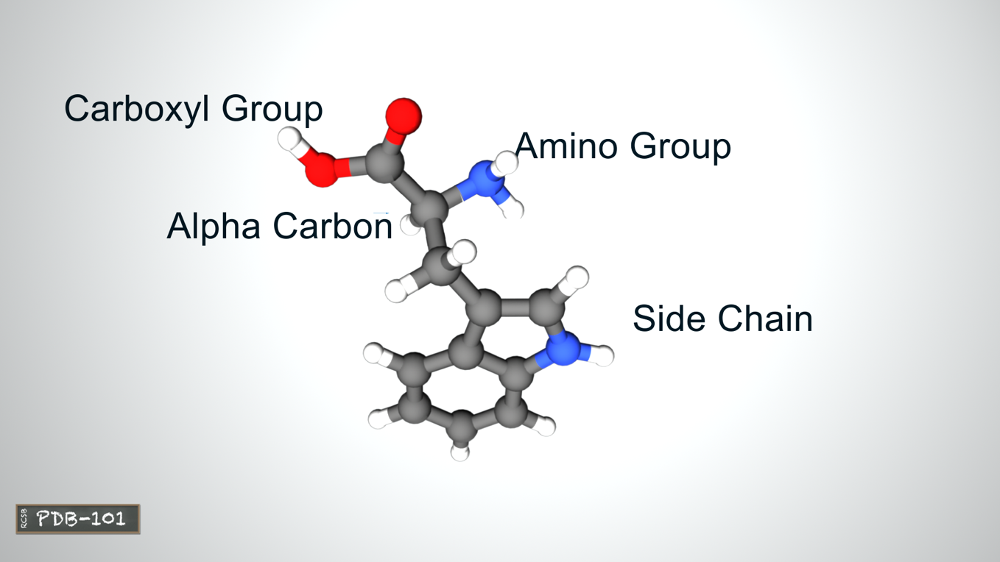 Carboxyl Group
Amino Group
Alpha Carbon
Side Chain
RCSB PDB-101